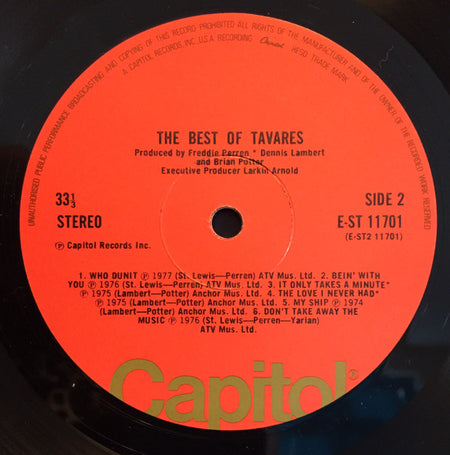 UNAUTHORISED PUBLIC PERFORMANCE BROADCASTING AND COPYING OF THIS RECORD PROHIBITED ALL RIGHTS OF THE MANUFACTURER AND OF THE OWNER OF THE RECORDED WORK RESERVED
A CAPITOL RECORDS INC. U.S.A. RECORDING Capitol REGD TRADE MARK
THE BEST OF TAVARES
Produced by Freddie Perren * Dennis Lambert
and Brian Potter
Executive Producer Larkin Arnold
33⅓
STEREO
SIDE 2
E-ST 11701
(E-ST2 11701)
℗ Capitol Records Inc.
1. WHO DUNIT ℗ 1977 (St. Lewis—Perren) ATV Mus. Ltd. 2. BEIN' WITH
YOU ℗ 1976 (St. Lewis—Perren) ATV Mus. Ltd. 3. IT ONLY TAKES A MINUTE*
℗ 1975 (Lambert—Potter) Anchor Mus. Ltd. 4. THE LOVE I NEVER HAD*
℗ 1975 (Lambert—Potter) Anchor Mus. Ltd. 5. MY SHIP ℗ 1974
(Lambert—Potter) Anchor Mus. Ltd. 6. DON'T TAKE AWAY THE
MUSIC ℗ 1976 (St. Lewis—Perren—Yarian)
ATV Mus. Ltd.
Capitol®